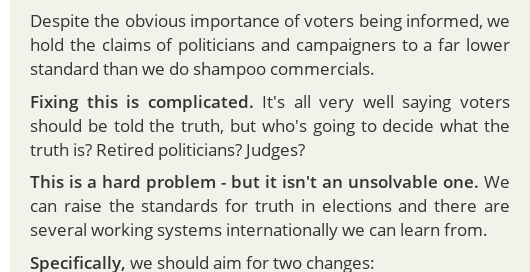 Despite the obvious importance of voters being informed, we
hold the claims of politicians and campaigners to a far lower
standard than we do shampoo commercials.
Fixing this is complicated. It's all very well saying voters
should be told the truth, but who's going to decide what the
truth is? Retired politicians? Judges?
This is a hard problem - but it isn't an unsolvable one. We
can raise the standards for truth in elections and there are
several working systems internationally we can learn from.
Specifically, we should aim for two changes: